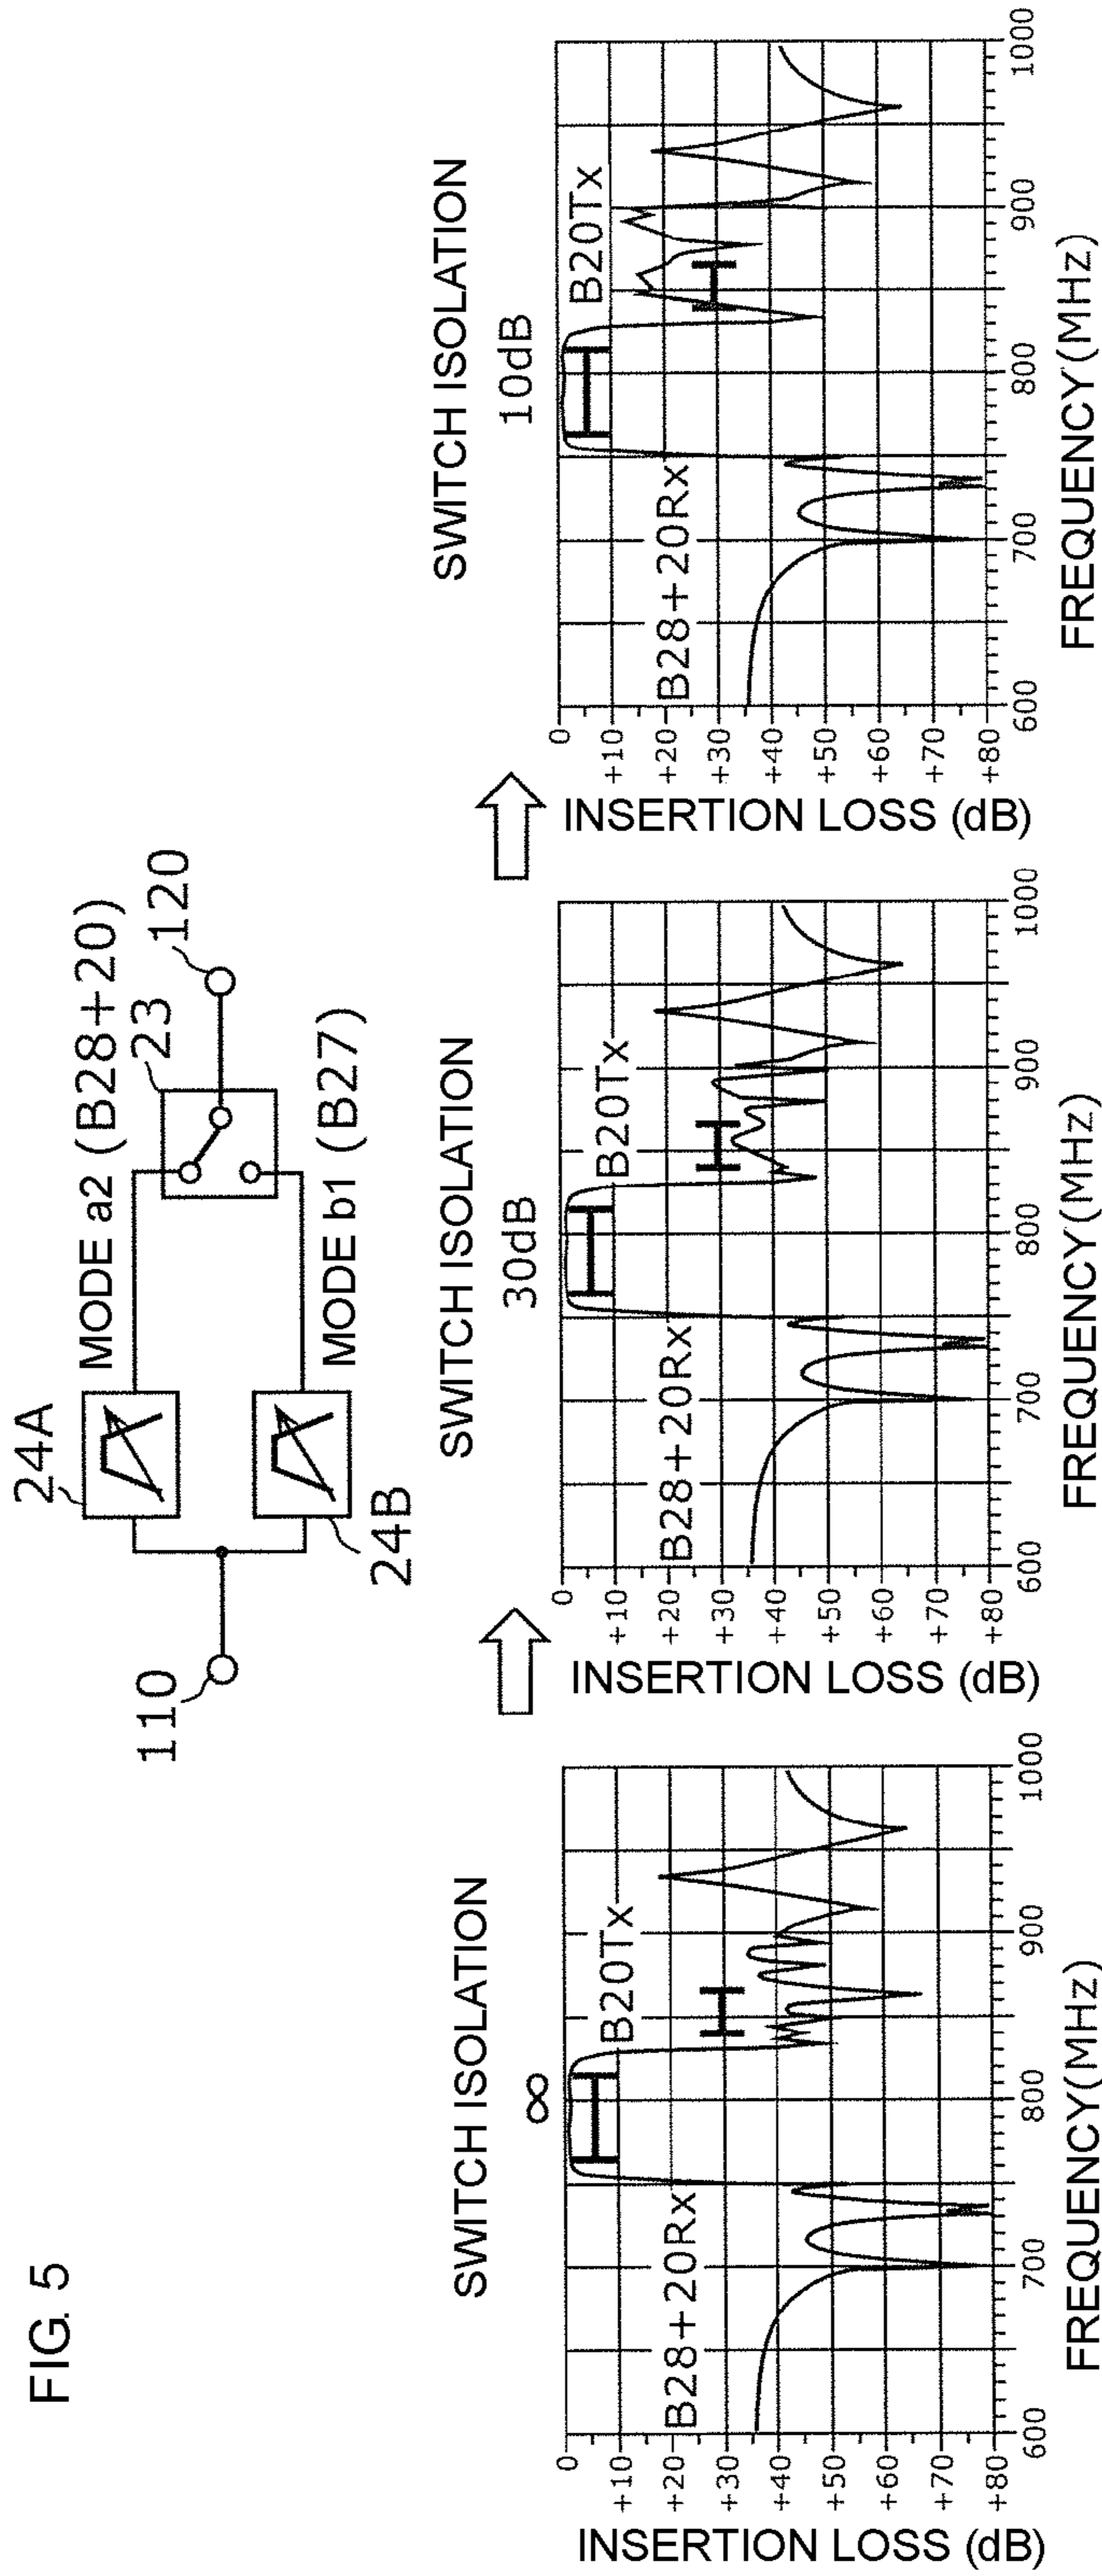 FIG. 5
24A
MODE a2 (B28+20)
23
120
110
24B
MODE b1 (B27)
SWITCH ISOLATION
∞
INSERTION LOSS (dB)
0
+10
+20
+30
+40
+50
+60
+70
+80
B28+20Rx
B20Tx
600
700
800
900
1000
FREQUENCY(MHz)
SWITCH ISOLATION
30dB
INSERTION LOSS (dB)
0
+10
+20
+30
+40
+50
+60
+70
+80
B28+20Rx
B20Tx
600
700
800
900
1000
FREQUENCY(MHz)
SWITCH ISOLATION
10dB
INSERTION LOSS (dB)
0
+10
+20
+30
+40
+50
+60
+70
+80
B28+20Rx
B20Tx
600
700
800
900
1000
FREQUENCY(MHz)